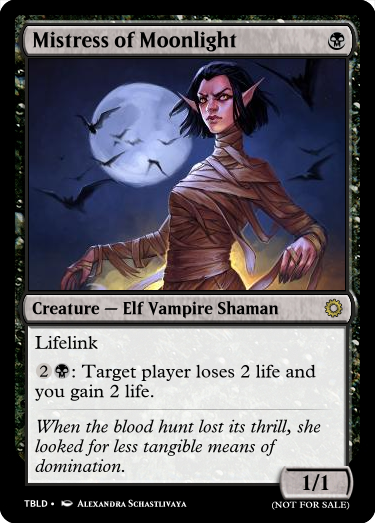 Mistress of Moonlight
Creature — Elf Vampire Shaman
Lifelink
2: Target player loses 2 life and
you gain 2 life.
When the blood hunt lost its thrill, she
looked for less tangible means of
domination.
1/1
TBLD • Alexandra Schastlivaya
(NOT FOR SALE)